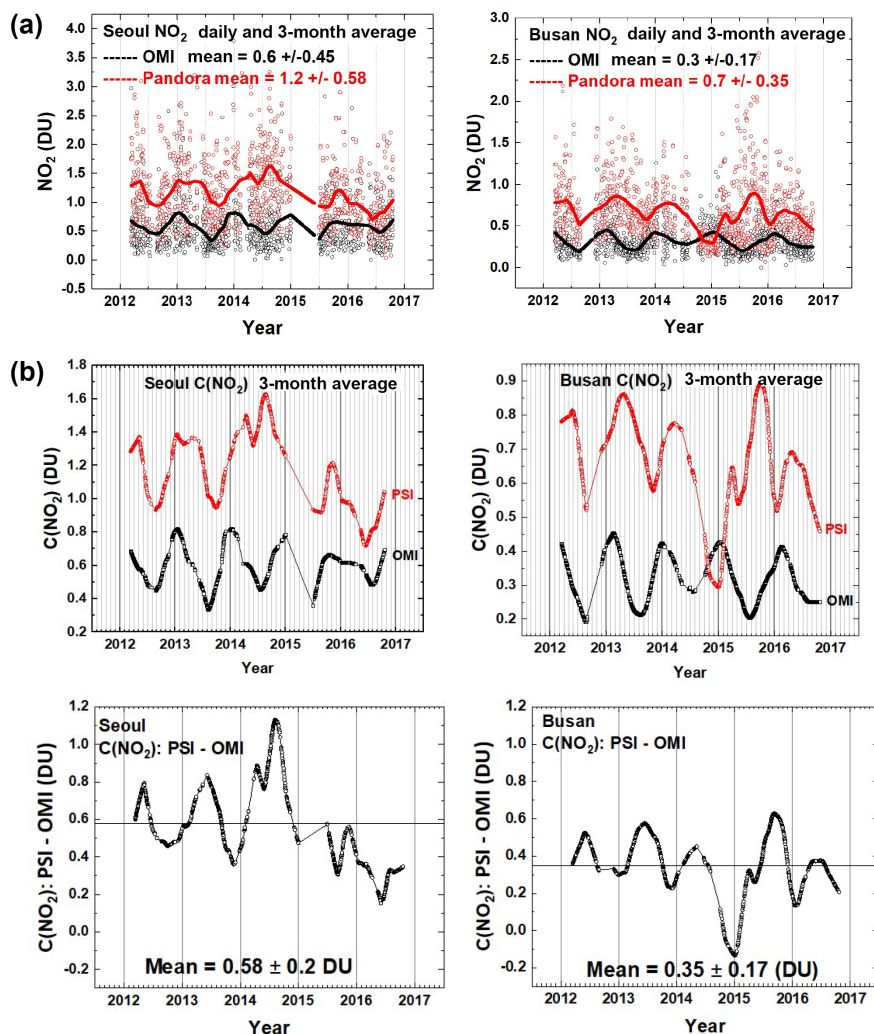 (a)
Seoul NO₂ daily and 3-month average
OMI mean = 0.6 +/-0.45
Pandora mean = 1.2 +/- 0.58
NO₂ (DU)
4.0
3.5
3.0
2.5
2.0
1.5
1.0
0.5
0.0
-0.5
2012 2013 2014 2015 2016 2017
Year
Busan NO₂ daily and 3-month average
OMI mean = 0.3 +/-0.17
Pandora mean = 0.7 +/- 0.35
NO₂ (DU)
3.0
2.5
2.0
1.5
1.0
0.5
0.0
2012 2013 2014 2015 2016 2017
Year
(b)
Seoul C(NO₂) 3-month average
C(NO₂) (DU)
1.8
1.6
1.4
1.2
1.0
0.8
0.6
0.4
0.2
PSI
OMI
2012 2013 2014 2015 2016 2017
Year
Busan C(NO₂) 3-month average
C(NO₂) (DU)
0.9
0.8
0.7
0.6
0.5
0.4
0.3
0.2
PSI
OMI
2012 2013 2014 2015 2016 2017
Year
Seoul
C(NO₂): PSI - OMI
C(NO₂): PSI - OMI (DU)
1.2
1.0
0.8
0.6
0.4
0.2
0.0
-0.2
Mean = 0.58 ± 0.2 DU
2012 2013 2014 2015 2016 2017
Year
Busan
C(NO₂): PSI - OMI
C(NO₂): PSI - OMI (DU)
1.2
1.0
0.8
0.6
0.4
0.2
0.0
-0.2
Mean = 0.35 ± 0.17 (DU)
2012 2013 2014 2015 2016 2017
Year